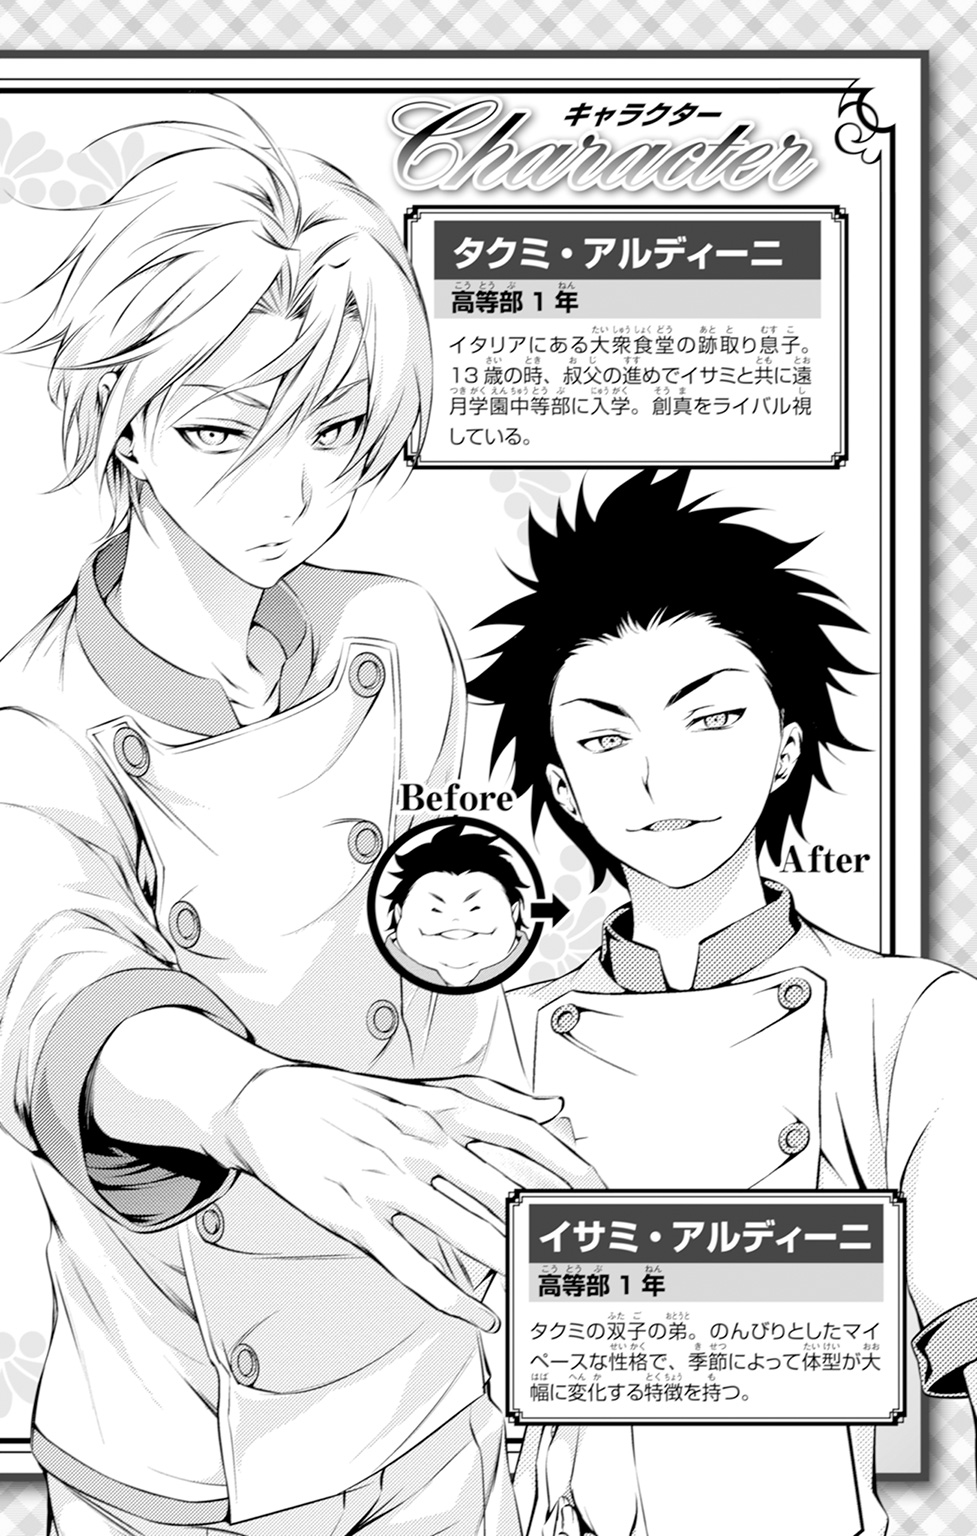 キャラクター
Character
タクミ・アルディーニ
高等部 1 年
イタリアにある大衆食堂の跡取り息子。
13 歳の時、叔父の進めでイサミと共に遠
月学園中等部に入学。創真をライバル視
している。
Before
After
イサミ・アルディーニ
高等部 1 年
タクミの双子の弟。のんびりとしたマイ
ペースな性格で、季節によって体型が大
幅に変化する特徴を持つ。